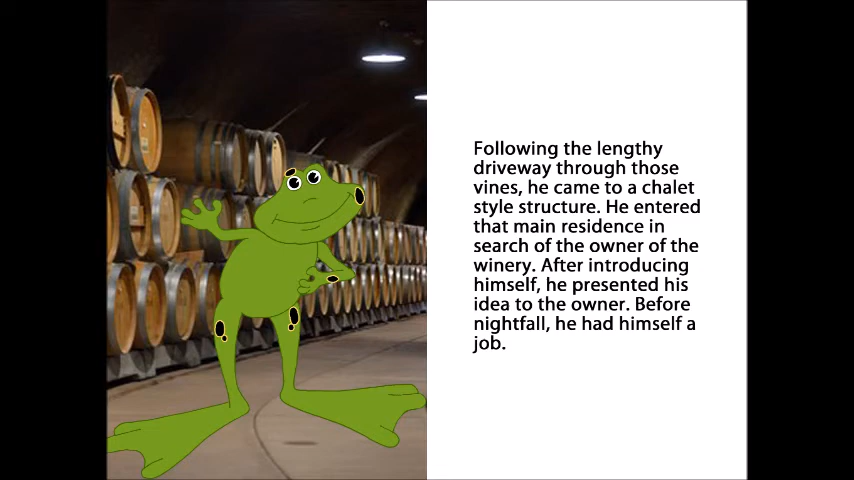 Following the lengthy
driveway through those
vines, he came to a chalet
style structure. He entered
that main residence in
search of the owner of the
winery. After introducing
himself, he presented his
idea to the owner. Before
nightfall, he had himself a
job.